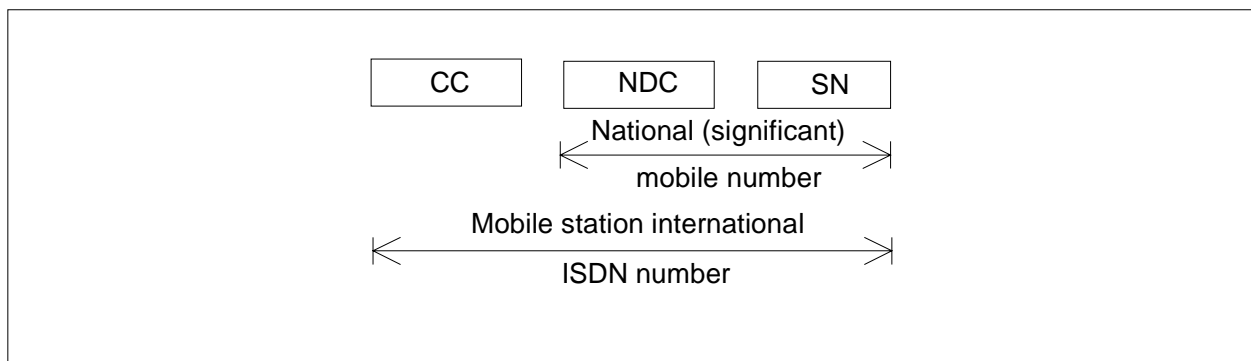 CC NDC SN
National (significant)
mobile number
Mobile station international
ISDN number